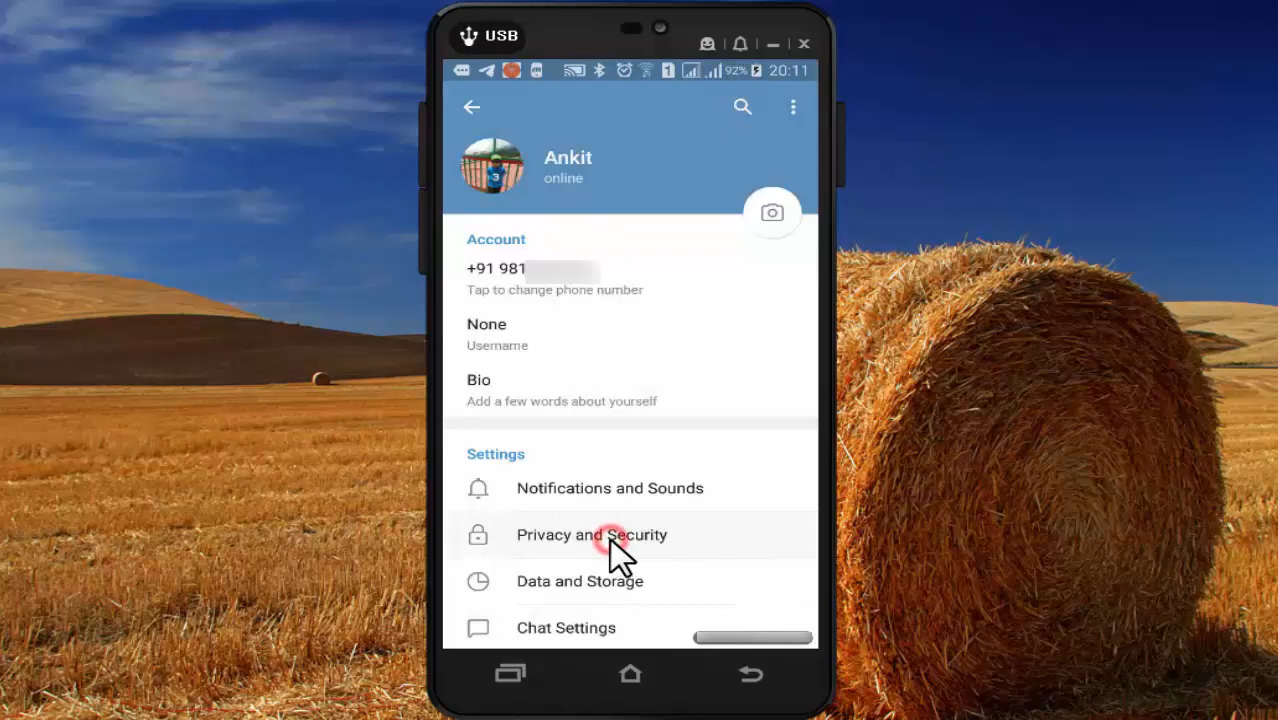 USB
1 92% 20:11
Ankit
online
Account
+91 981
Tap to change phone number
None
Username
Bio
Add a few words about yourself
Settings
Notifications and Sounds
Privacy and Security
Data and Storage
Chat Settings